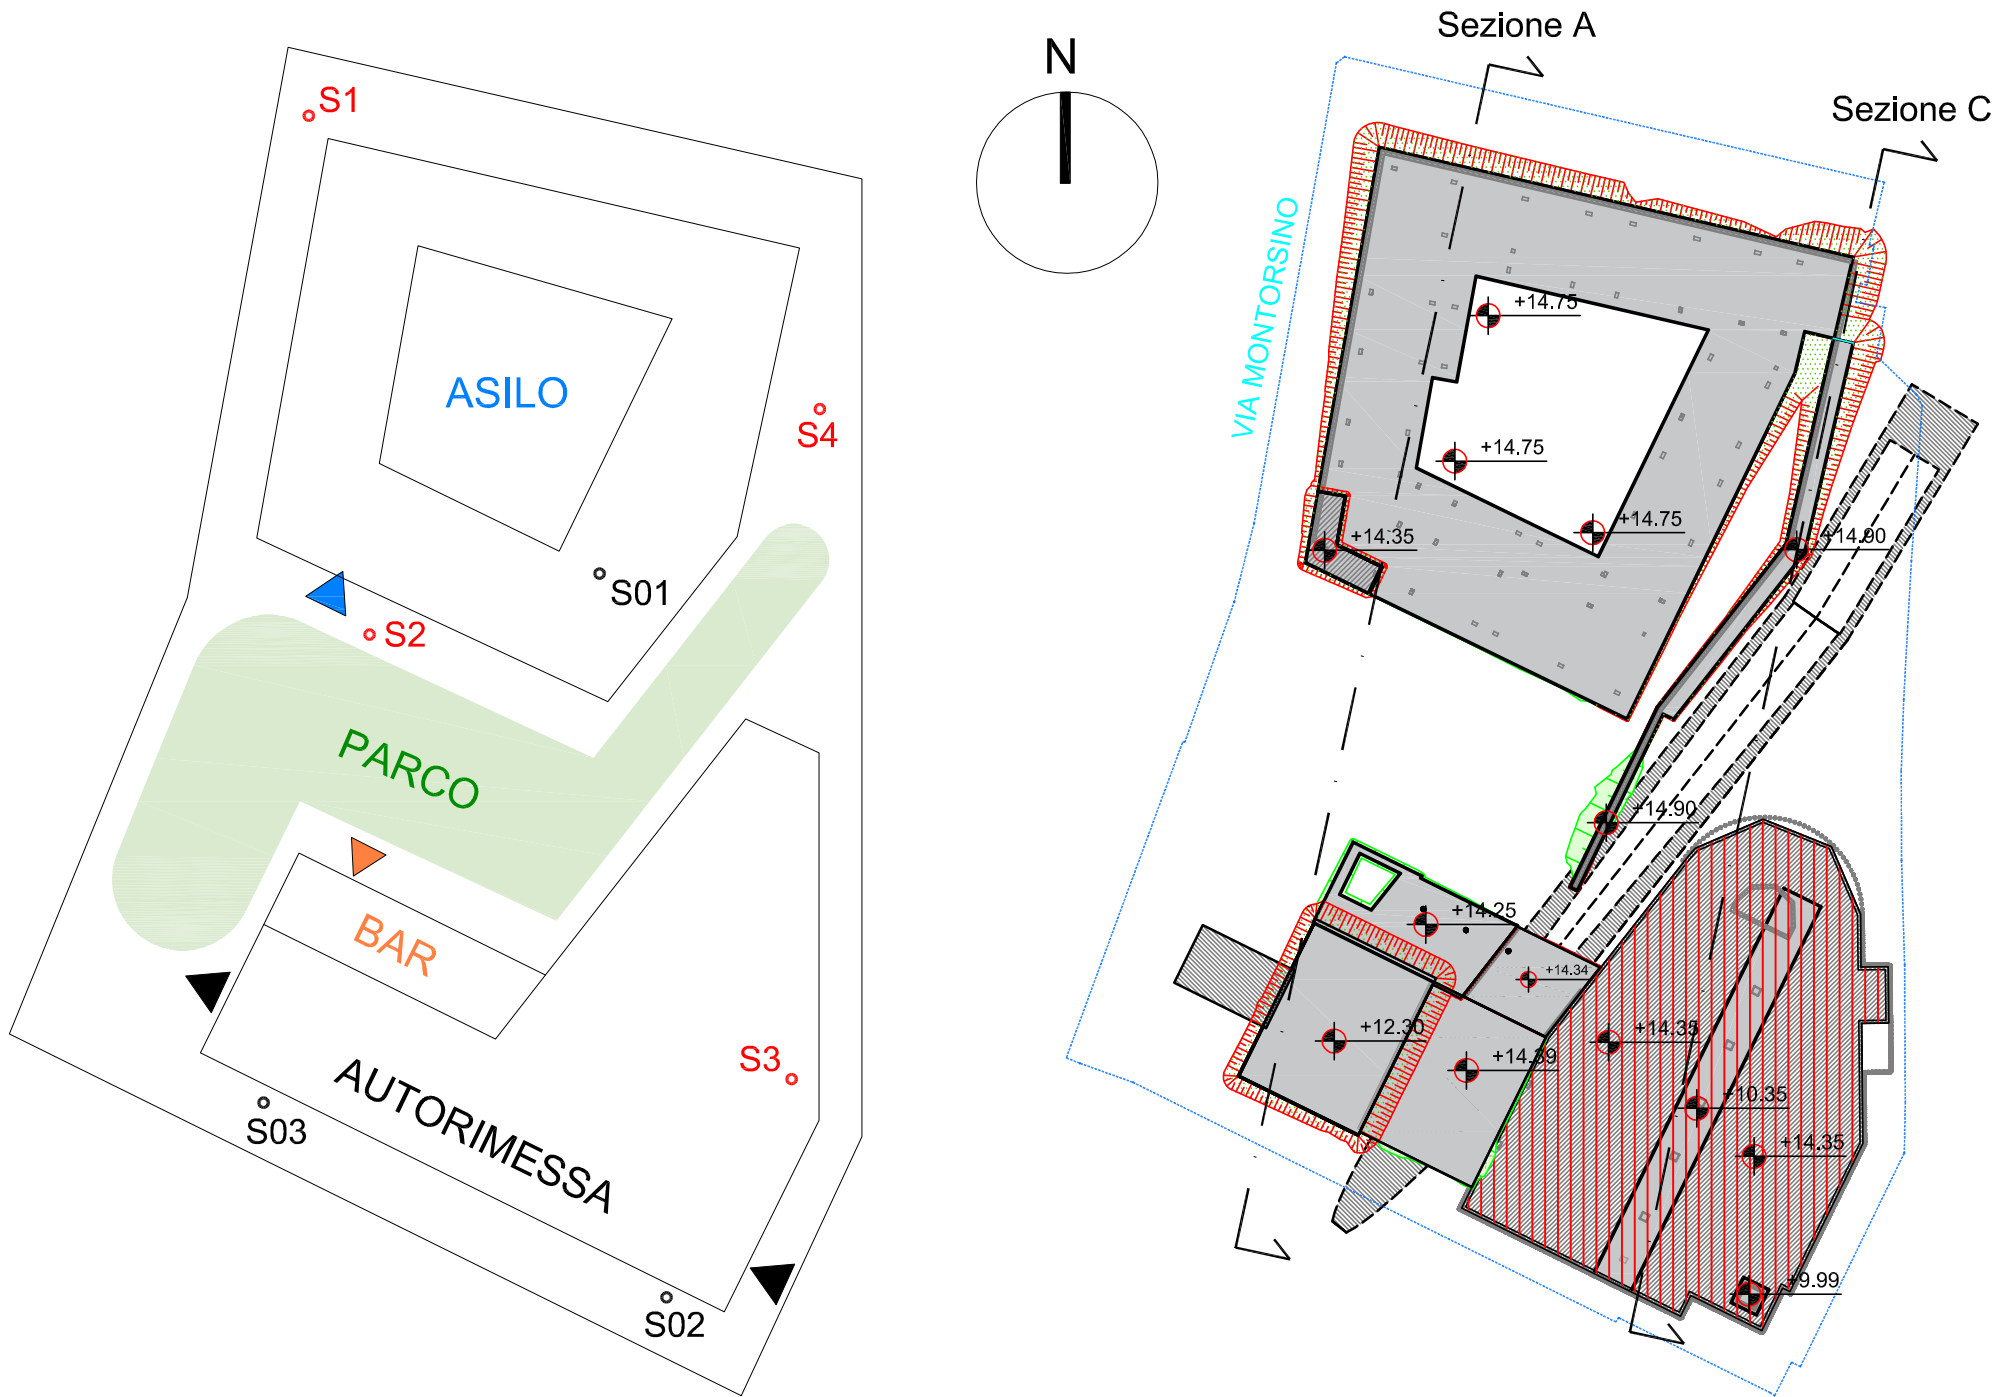 S1
ASILO
S4
S01
S2
PARCO
BAR
S3
AUTORIMESSA
S03
S02
N
Sezione A
Sezione C
VIA MONTORSINO
+14.75
+14.75
+14.75
+14.35
+14.90
+14.90
+14.25
+14.34
+12.30
+14.39
+14.35
+10.35
+14.35
+9.99